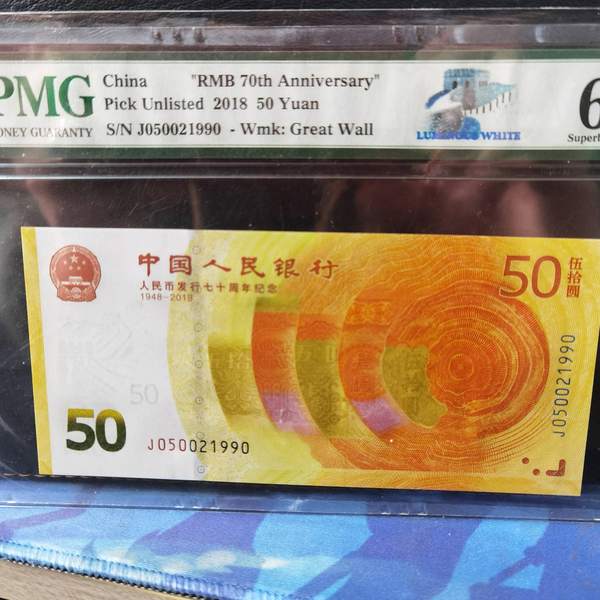 PMG
MONEY GUARANTY
China "RMB 70th Anniversary"
Pick Unlisted 2018 50 Yuan
S/N J050021990 - Wmk: Great Wall
LUMINOUS WHITE
6
Superb
中国人民银行
人民币发行七十周年纪念
1948-2018
50
伍拾圆
50
50
J050021990
J050021990